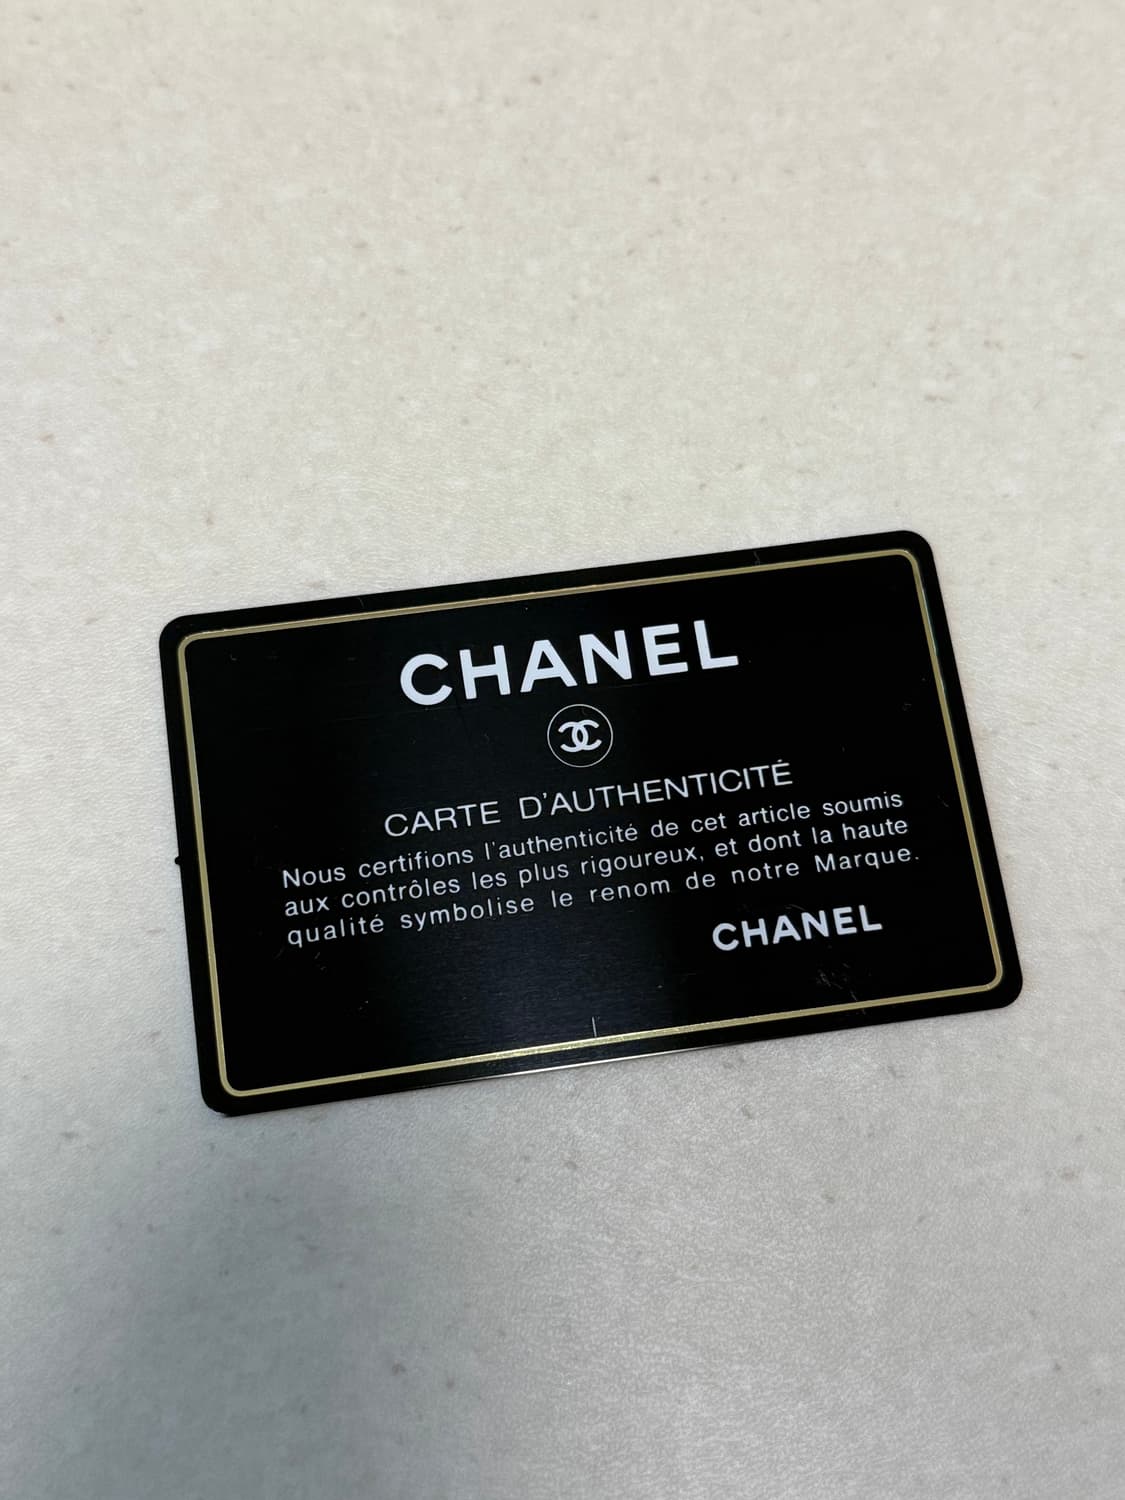 CHANEL
CARTE D'AUTHENTICITÉ
Nous certifions l'authenticité de cet article soumis
aux contrôles les plus rigoureux, et dont la haute
qualité symbolise le renom de notre Marque.
CHANEL